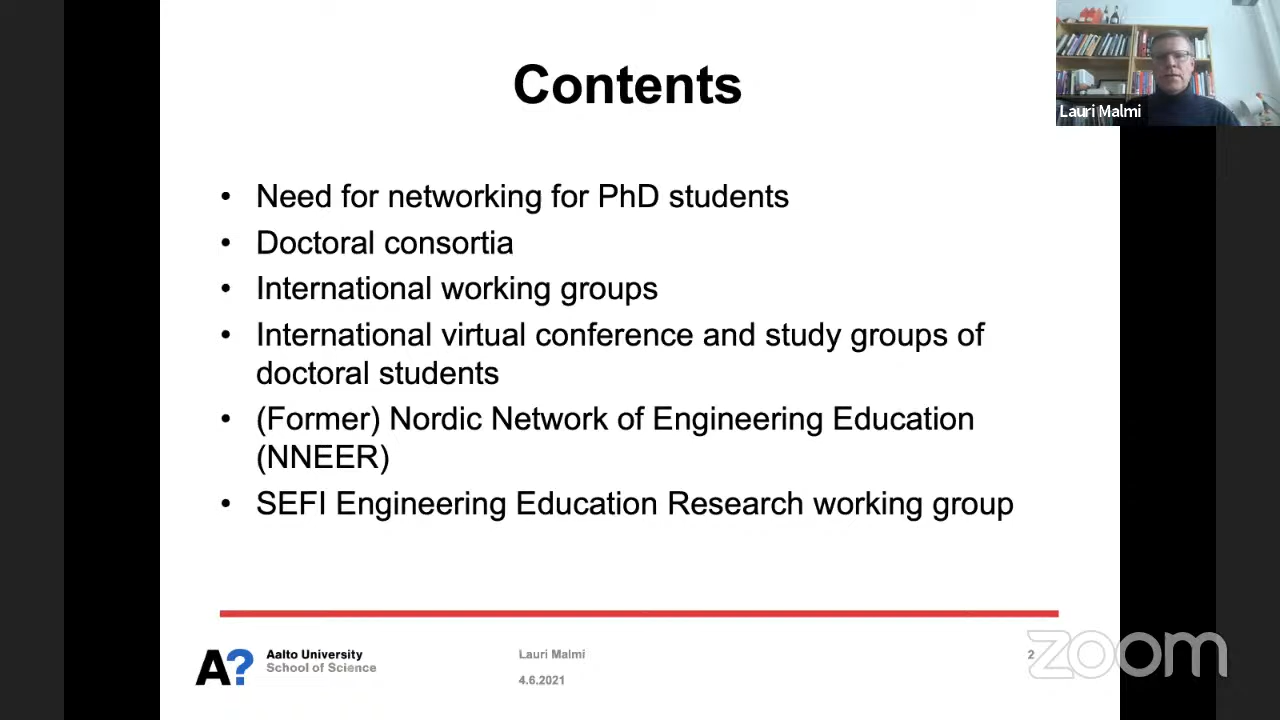 Contents
Lauri Malmi
• Need for networking for PhD students
• Doctoral consortia
• International working groups
• International virtual conference and study groups of
doctoral students
• (Former) Nordic Network of Engineering Education
(NNEER)
• SEFI Engineering Education Research working group
A?
Aalto University
School of Science
Lauri Malmi
4.6.2021
2
zoom